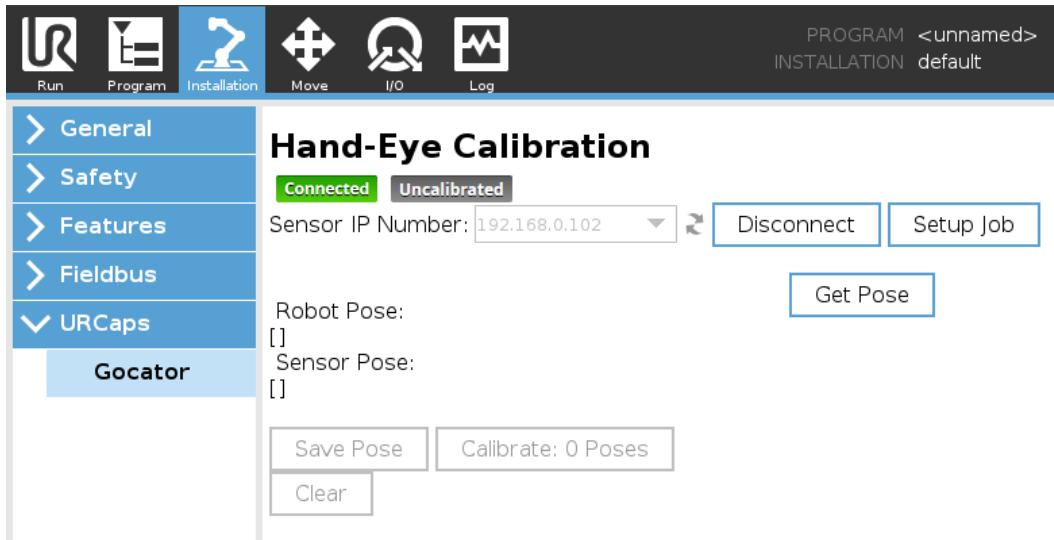 PROGRAM <unnamed>
INSTALLATION default
Run Program Installation Move I/O Log
General
Safety
Features
Fieldbus
URCaps
Gocator
Hand-Eye Calibration
Connected Uncalibrated
Sensor IP Number: 192.168.0.102 Disconnect Setup Job
Get Pose
Robot Pose:
[]
Sensor Pose:
[]
Save Pose Calibrate: 0 Poses
Clear